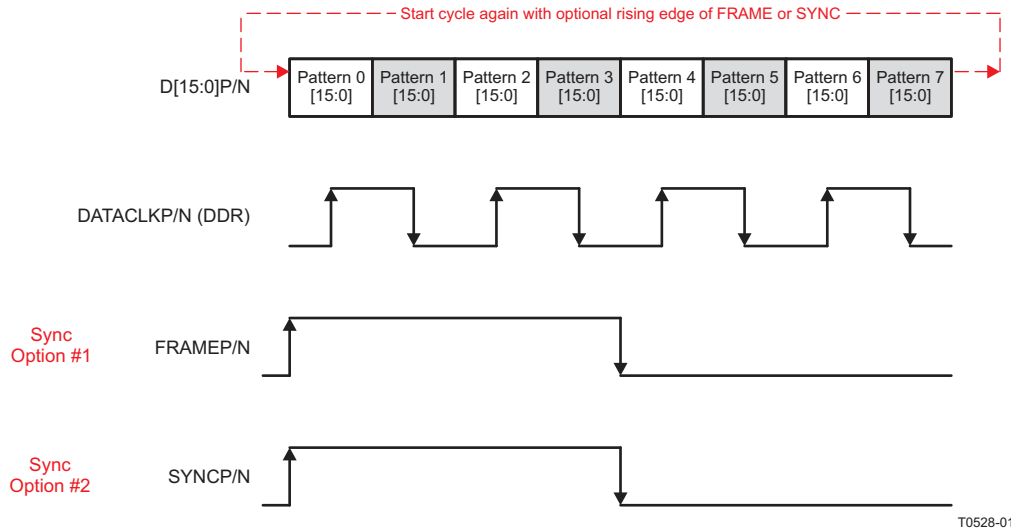 Start cycle again with optional rising edge of FRAME or SYNC
D[15:0]P/N
Pattern 0 Pattern 1 Pattern 2 Pattern 3 Pattern 4 Pattern 5 Pattern 6 Pattern 7
[15:0] [15:0] [15:0] [15:0] [15:0] [15:0] [15:0] [15:0]
DATACLKP/N (DDR)
Sync
Option #1
FRAMEP/N
Sync
Option #2
SYNCP/N
T0528-01